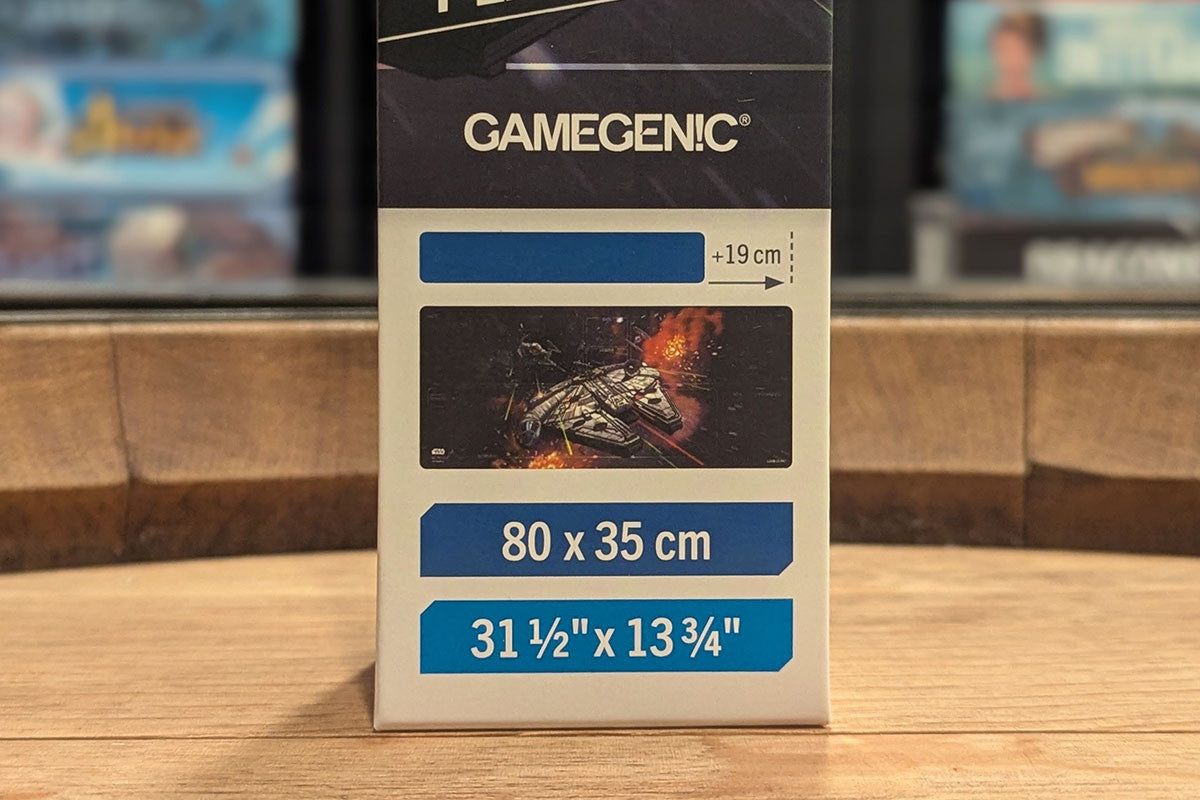 GAMEGEN!C®
+19 cm
80 x 35 cm
31 ½" x 13 ¾"